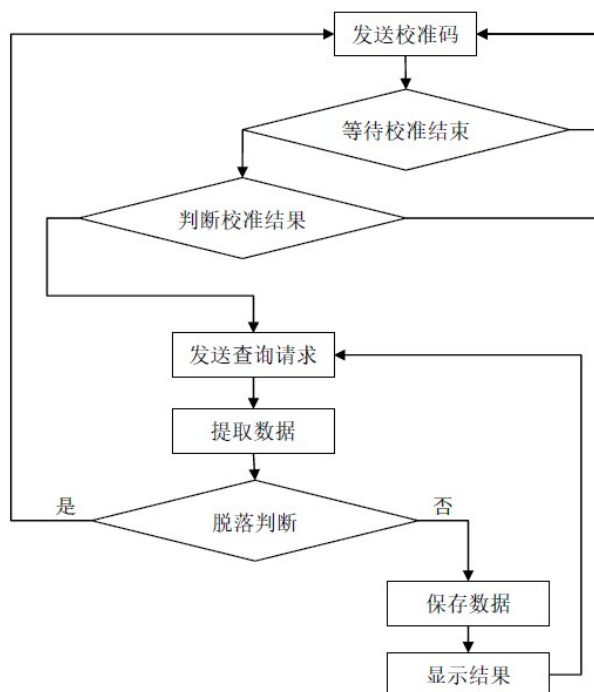 发送校准码
等待校准结束
判断校准结果
发送查询请求
提取数据
是
脱落判断
否
保存数据
显示结果